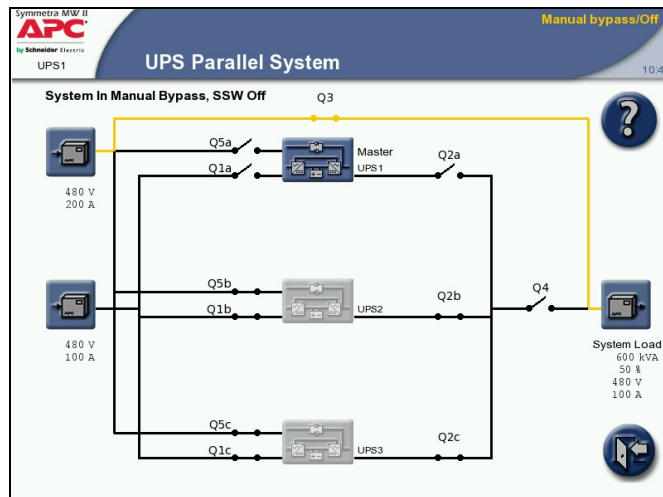 Symmetra MW II
APC
by Schneider Electric
UPS1
UPS Parallel System
Manual bypass/Off
10:4
System In Manual Bypass, SSW Off
Q3
Q5a
Master
Q2a
Q1a
UPS1
480 V
200 A
Q5b
Q4
Q1b
UPS2
Q2b
480 V
100 A
System Load
600 kVA
50 %
480 V
100 A
Q5c
Q2c
Q1c
UPS3